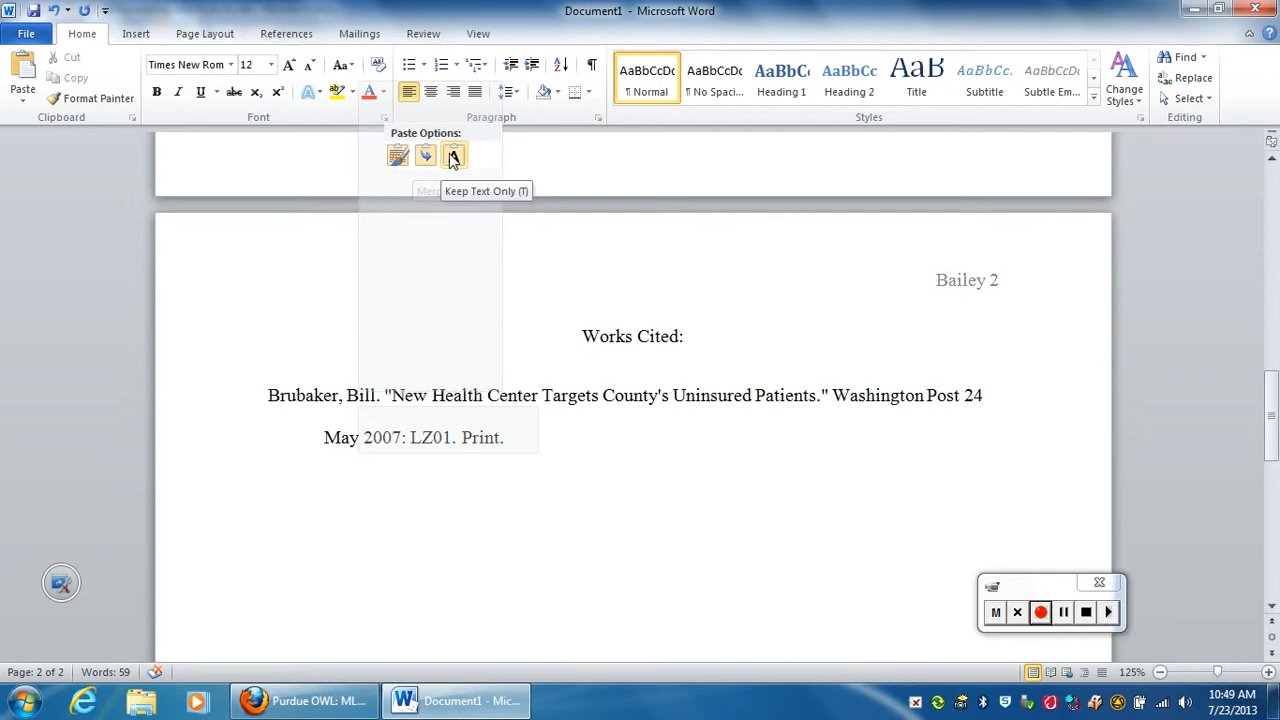 Document1 - Microsoft Word
File Home Insert Page Layout References Mailings Review View
Paste
Cut
Copy
Format Painter
Clipboard
Times New Rom 12
Font
Paragraph
AaBbCcDc AaBbCcDc AaBbCc AaBbCc AaB AaBbCcL AaBbCcDc
¶ Normal ¶ No Spaci... Heading 1 Heading 2 Title Subtitle Subtle Em...
Change Styles
Styles
Find
Replace
Select
Editing
Paste Options:
Keep Text Only (T)
Bailey 2
Works Cited:
Brubaker, Bill. "New Health Center Targets County's Uninsured Patients." Washington Post 24
May 2007: LZ01. Print.
M
Page: 2 of 2 Words: 59 125%
Purdue OWL: ML... Document1 - Mic...
10:49 AM
7/23/2013